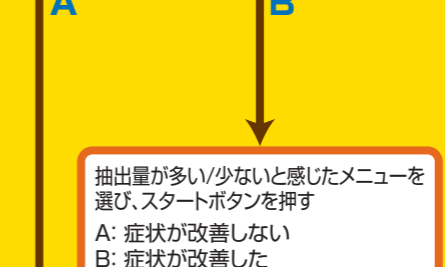 A
B
抽出量が多い/少ないと感じたメニューを
選び、スタートボタンを押す
A: 症状が改善しない
B: 症状が改善した